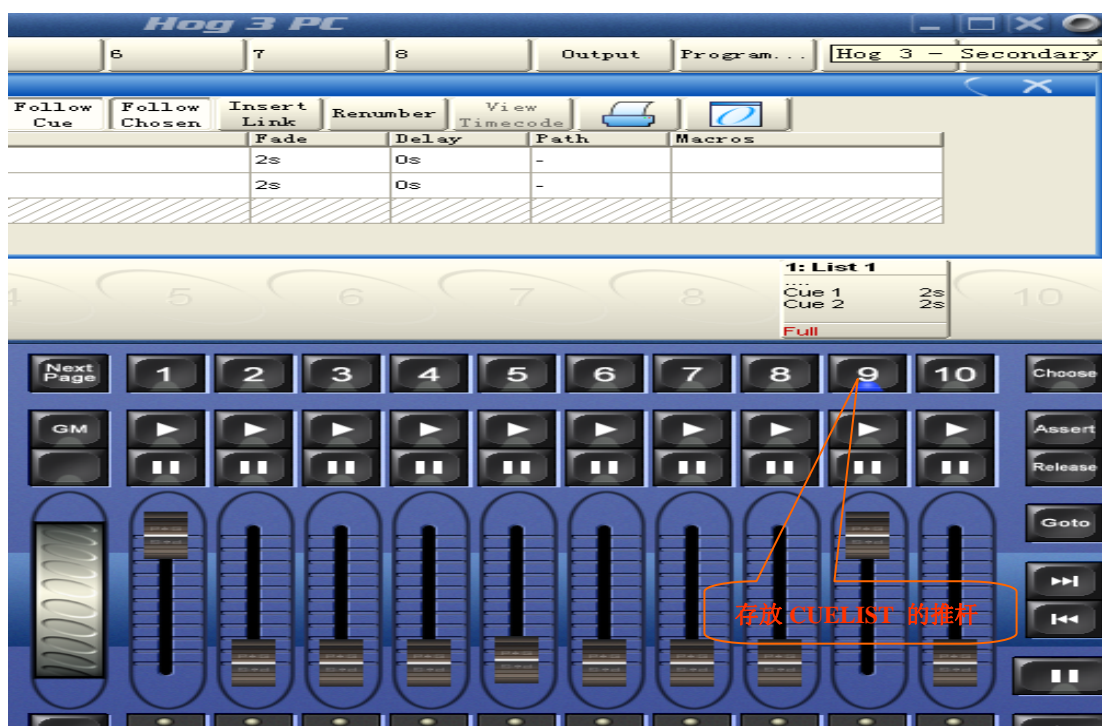 Hog 3 PC
6 7 8 Output Program... Hog 3 - Secondary
Follow Cue Follow Chosen Insert Link Renumber View Timecode
Fade Delay Path Macros
2s 0s -
2s 0s -
1: List 1
....
Cue 1 2s
Cue 2 2s
Full
4 5 6 7 8 10
Next Page 1 2 3 4 5 6 7 8 9 10 Choose
GM Assert
Release
Goto
存放 CUELIST 的推杆